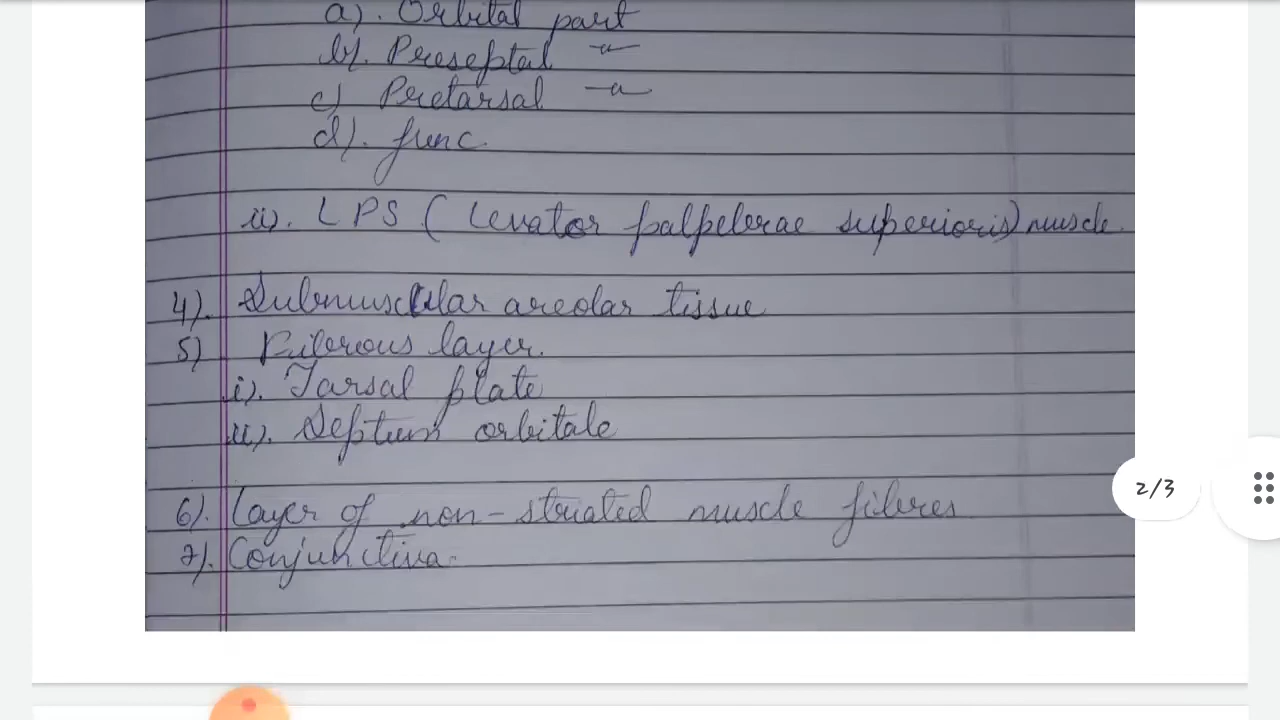 a). Orbital part
b). Preseptal —"—
c) Pretarsal —"—
d). func.
ii). LPS (Levator palpebrae superioris) muscle.
4). Submuscular areolar tissue
5) Fibrous layer.
i). Tarsal plate
ii). Septum orbitale
6). Layer of non-striated muscle fibres
7). Conjunctiva.
2/3